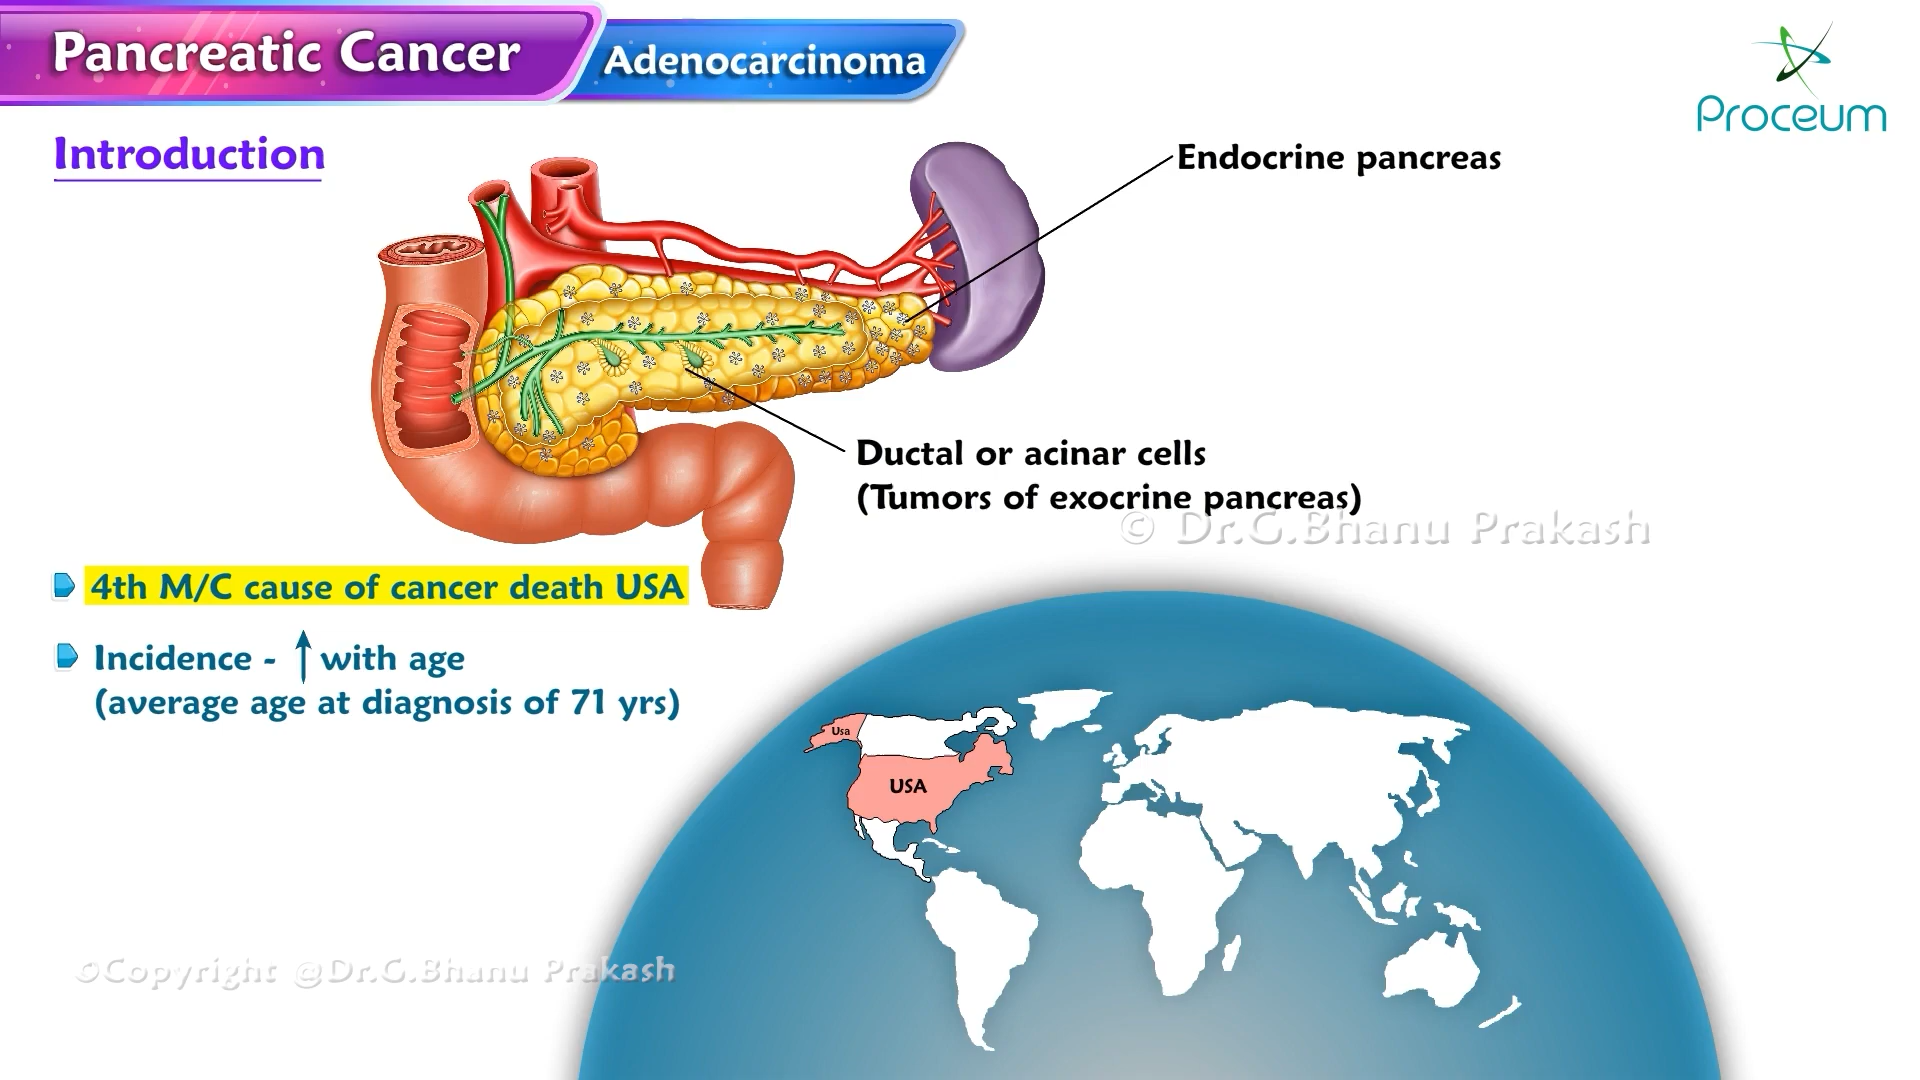 Pancreatic Cancer
Adenocarcinoma
Proceum
Introduction
Endocrine pancreas
Ductal or acinar cells
(Tumors of exocrine pancreas)
© Dr.G.Bhanu Prakash
4th M/C cause of cancer death USA
Incidence - ↑ with age
(average age at diagnosis of 71 yrs)
Usa
USA
©Copyright @Dr.G.Bhanu Prakash